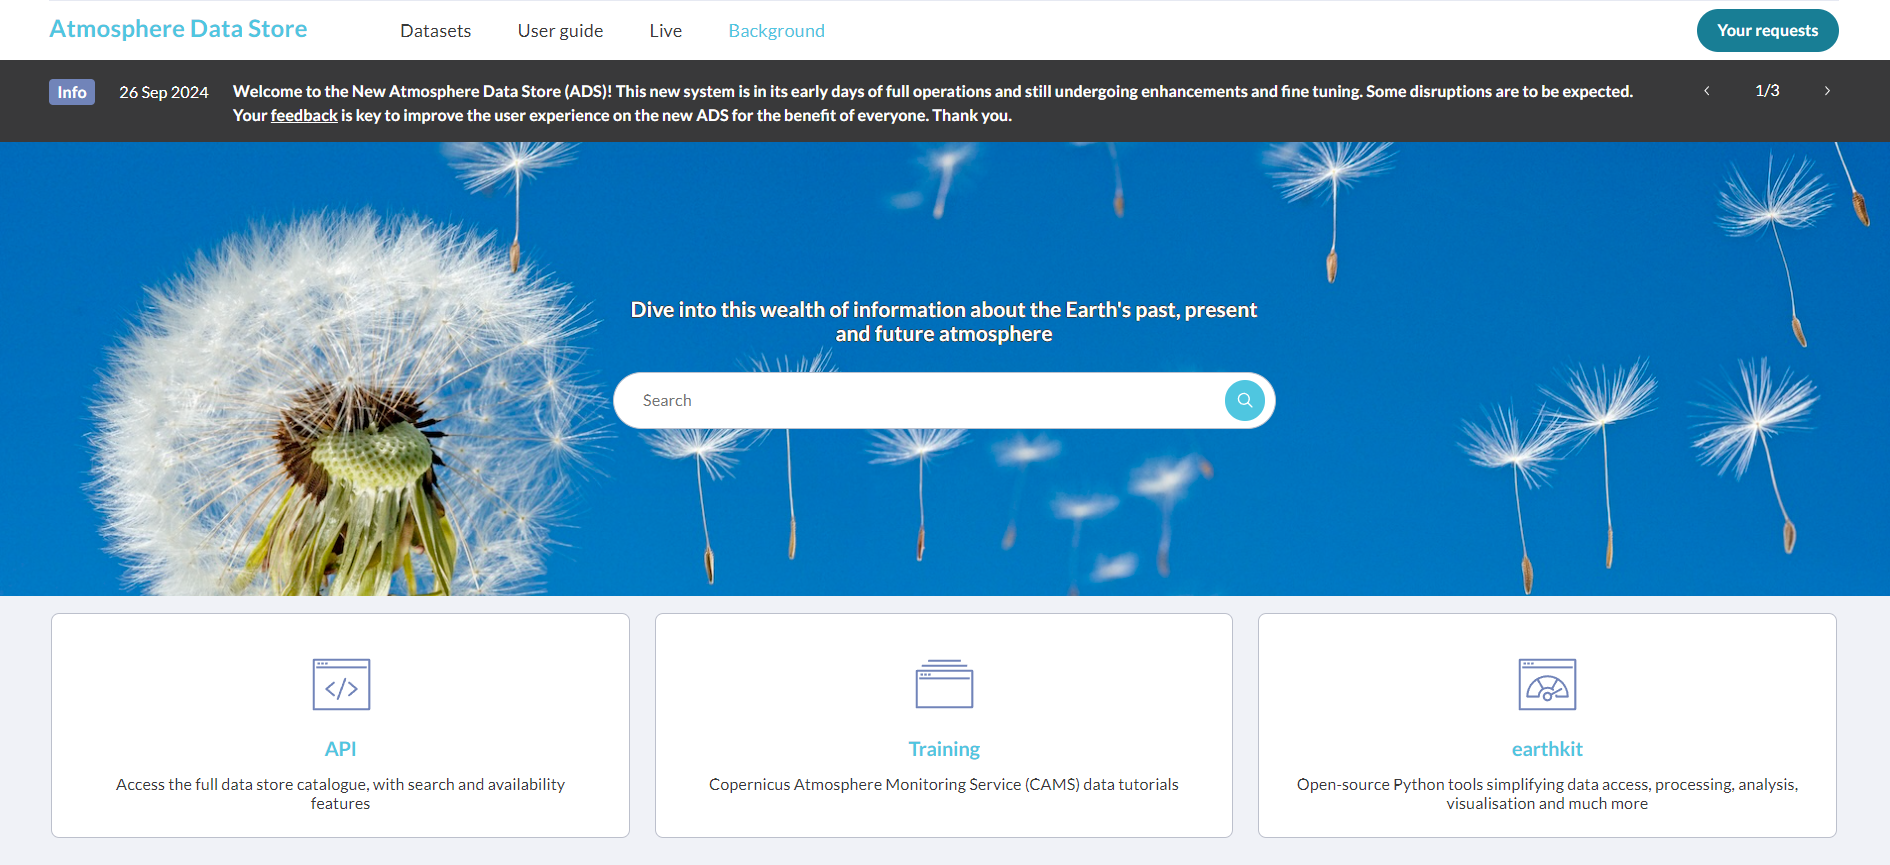 Atmosphere Data Store
Datasets
User guide
Live
Background
Your requests
Info
26 Sep 2024
Welcome to the New Atmosphere Data Store (ADS)! This new system is in its early days of full operations and still undergoing enhancements and fine tuning. Some disruptions are to be expected.
Your feedback is key to improve the user experience on the new ADS for the benefit of everyone. Thank you.
1/3
Dive into this wealth of information about the Earth's past, present
and future atmosphere
Search
</>
API
Access the full data store catalogue, with search and availability
features
Training
Copernicus Atmosphere Monitoring Service (CAMS) data tutorials
earthkit
Open-source Python tools simplifying data access, processing, analysis,
visualisation and much more